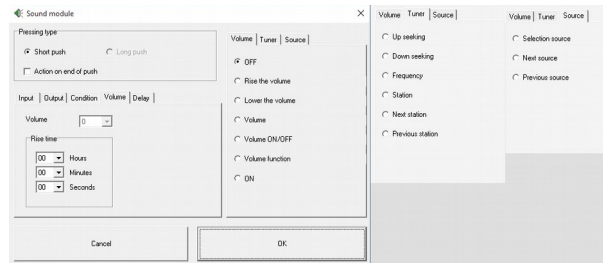 Sound module
Pressing type
Short push Long push
Action on end of push
Input Output Condition Volume Delay
Volume 0
Rise time
00 Hours
00 Minutes
00 Seconds
Volume Tuner Source
OFF
Rise the volume
Lower the volume
Volume
Volume ON/OFF
Volume function
ON
Cancel OK
Volume Tuner Source
Up seeking
Down seeking
Frequency
Station
Next station
Previous station
Volume Tuner Source
Selection source
Next source
Previous source